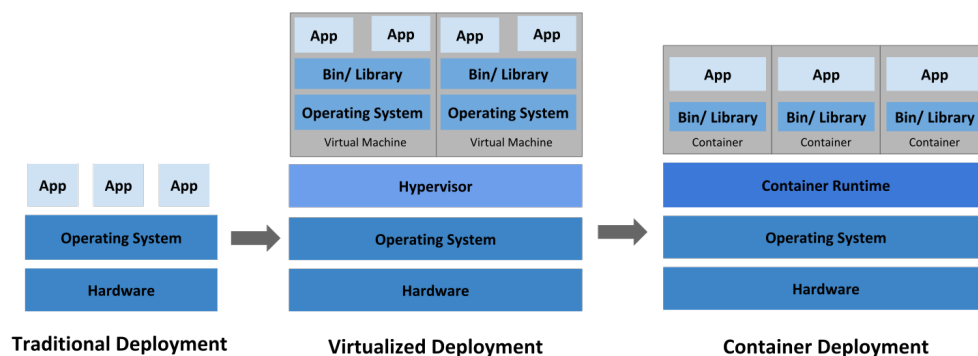 App App App
Operating System
Hardware
Traditional Deployment
App App App App
Bin/ Library Bin/ Library
Operating System Operating System
Virtual Machine Virtual Machine
Hypervisor
Operating System
Hardware
Virtualized Deployment
App App App
Bin/ Library Bin/ Library Bin/ Library
Container Container Container
Container Runtime
Operating System
Hardware
Container Deployment